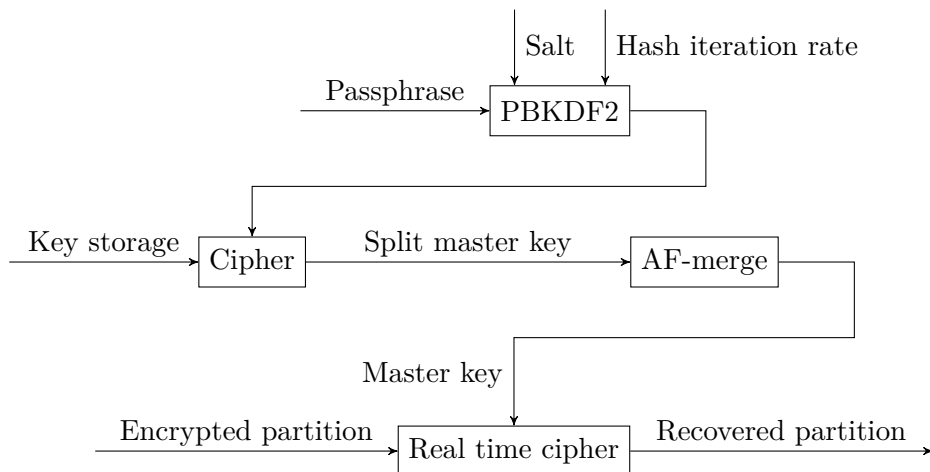 Salt
Hash iteration rate
Passphrase
PBKDF2
Key storage
Cipher
Split master key
AF-merge
Master key
Encrypted partition
Real time cipher
Recovered partition